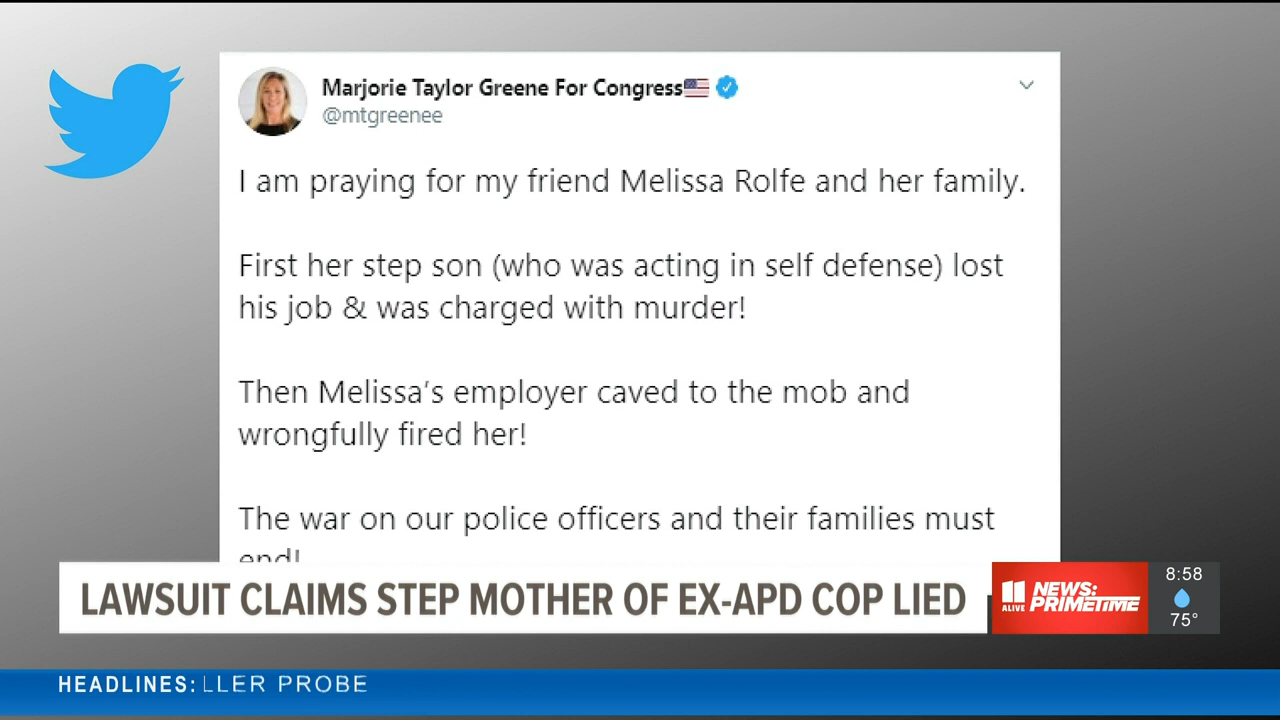 Marjorie Taylor Greene For Congress
@mtgreenee
I am praying for my friend Melissa Rolfe and her family.
First her step son (who was acting in self defense) lost
his job & was charged with murder!
Then Melissa's employer caved to the mob and
wrongfully fired her!
The war on our police officers and their families must
end!
LAWSUIT CLAIMS STEP MOTHER OF EX-APD COP LIED
11 ALIVE NEWS: PRIMETIME
8:58
75°
HEADLINES: LLER PROBE